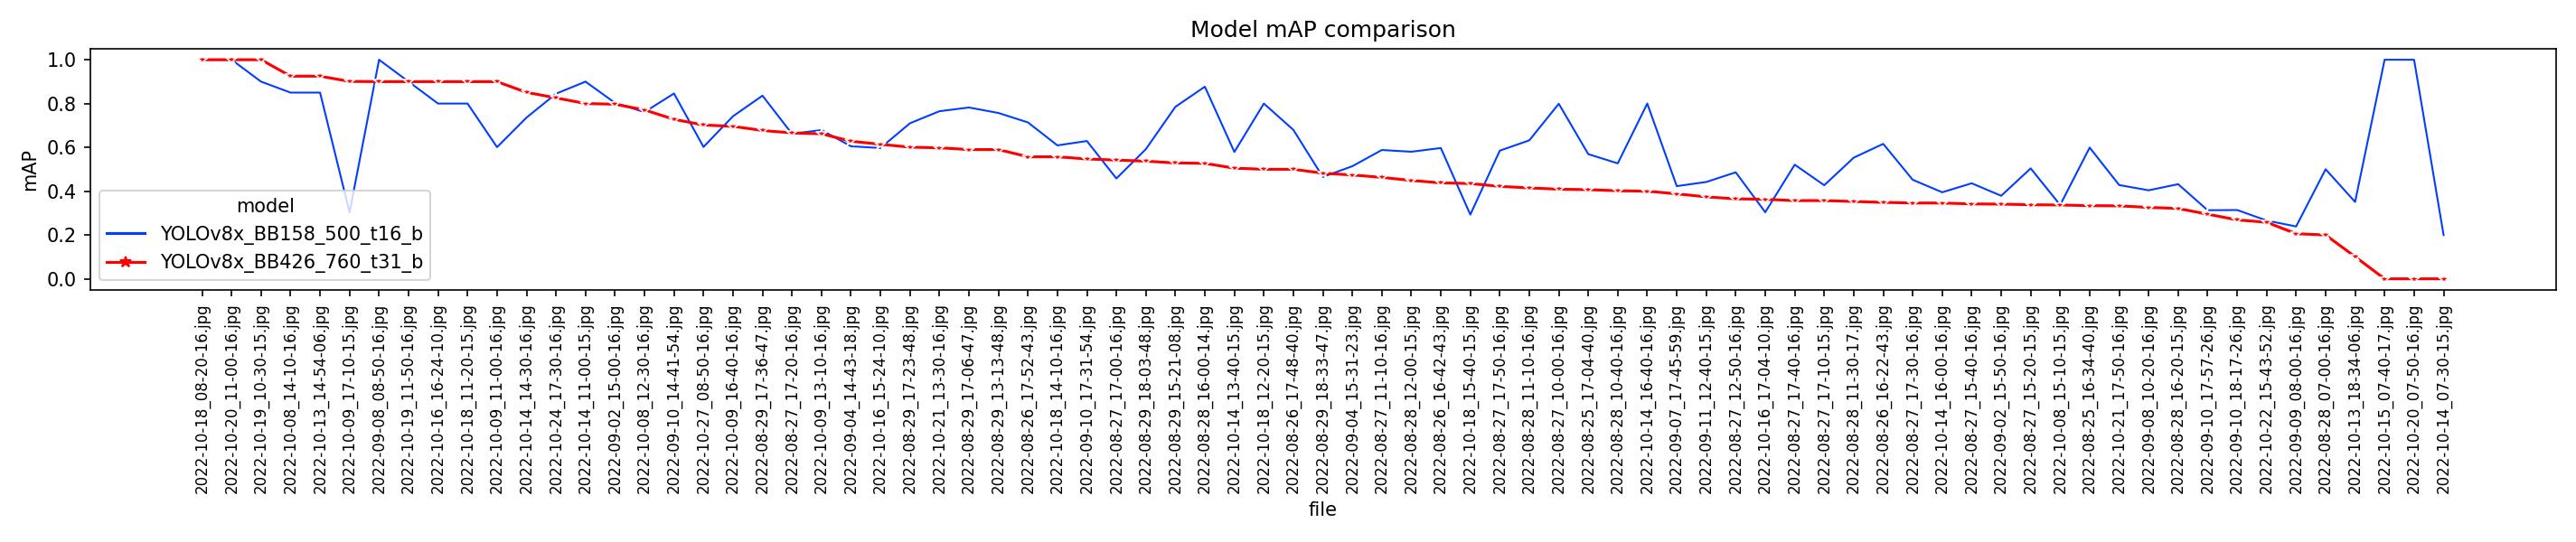 Model mAP comparison
mAP
1.0
0.8
0.6
0.4
0.2
0.0
model
YOLOv8x_BB158_500_t16_b
YOLOv8x_BB426_760_t31_b
2022-10-18_08-20-16.jpg
2022-10-20_11-00-16.jpg
2022-10-19_10-30-15.jpg
2022-10-08_14-10-16.jpg
2022-10-13_14-54-06.jpg
2022-10-09_17-10-15.jpg
2022-09-08_08-50-16.jpg
2022-10-19_11-50-16.jpg
2022-10-16_16-24-10.jpg
2022-10-18_11-20-15.jpg
2022-10-09_11-00-16.jpg
2022-10-14_14-30-16.jpg
2022-10-24_17-30-16.jpg
2022-10-14_11-00-15.jpg
2022-09-02_15-00-16.jpg
2022-10-08_12-30-16.jpg
2022-09-10_14-41-54.jpg
2022-10-27_08-50-16.jpg
2022-10-09_16-40-16.jpg
2022-08-29_17-36-47.jpg
2022-08-27_17-20-16.jpg
2022-10-09_13-10-16.jpg
2022-09-04_14-43-18.jpg
2022-10-16_15-24-10.jpg
2022-08-29_17-23-48.jpg
2022-10-21_13-30-16.jpg
2022-08-29_17-06-47.jpg
2022-08-29_13-13-48.jpg
2022-08-26_17-52-43.jpg
2022-10-18_14-10-16.jpg
2022-09-10_17-31-54.jpg
2022-08-27_17-00-16.jpg
2022-08-29_18-03-48.jpg
2022-08-29_15-21-08.jpg
2022-08-28_16-00-14.jpg
2022-10-14_13-40-15.jpg
2022-10-18_12-20-15.jpg
2022-08-26_17-48-40.jpg
2022-08-29_18-33-47.jpg
2022-09-04_15-31-23.jpg
2022-08-27_11-10-16.jpg
2022-08-28_12-00-15.jpg
2022-08-26_16-42-43.jpg
2022-10-18_15-40-15.jpg
2022-08-27_17-50-16.jpg
2022-08-28_11-10-16.jpg
2022-08-27_10-00-16.jpg
2022-08-25_17-04-40.jpg
2022-08-28_10-40-16.jpg
2022-10-14_16-40-16.jpg
2022-09-07_17-45-59.jpg
2022-09-11_12-40-15.jpg
2022-08-27_12-50-16.jpg
2022-10-16_17-04-10.jpg
2022-08-27_17-40-16.jpg
2022-08-27_17-10-15.jpg
2022-08-28_11-30-17.jpg
2022-08-26_16-22-43.jpg
2022-08-27_17-30-16.jpg
2022-10-14_16-00-16.jpg
2022-08-27_15-40-16.jpg
2022-09-02_15-50-16.jpg
2022-08-27_15-20-15.jpg
2022-10-08_15-10-15.jpg
2022-08-25_16-34-40.jpg
2022-10-21_17-50-16.jpg
2022-09-08_10-20-16.jpg
2022-08-28_16-20-15.jpg
2022-09-10_17-57-26.jpg
2022-09-10_18-17-26.jpg
2022-10-22_15-43-52.jpg
2022-09-09_08-00-16.jpg
2022-08-28_07-00-16.jpg
2022-10-13_18-34-06.jpg
2022-10-15_07-40-17.jpg
2022-10-20_07-50-16.jpg
2022-10-14_07-30-15.jpg
file